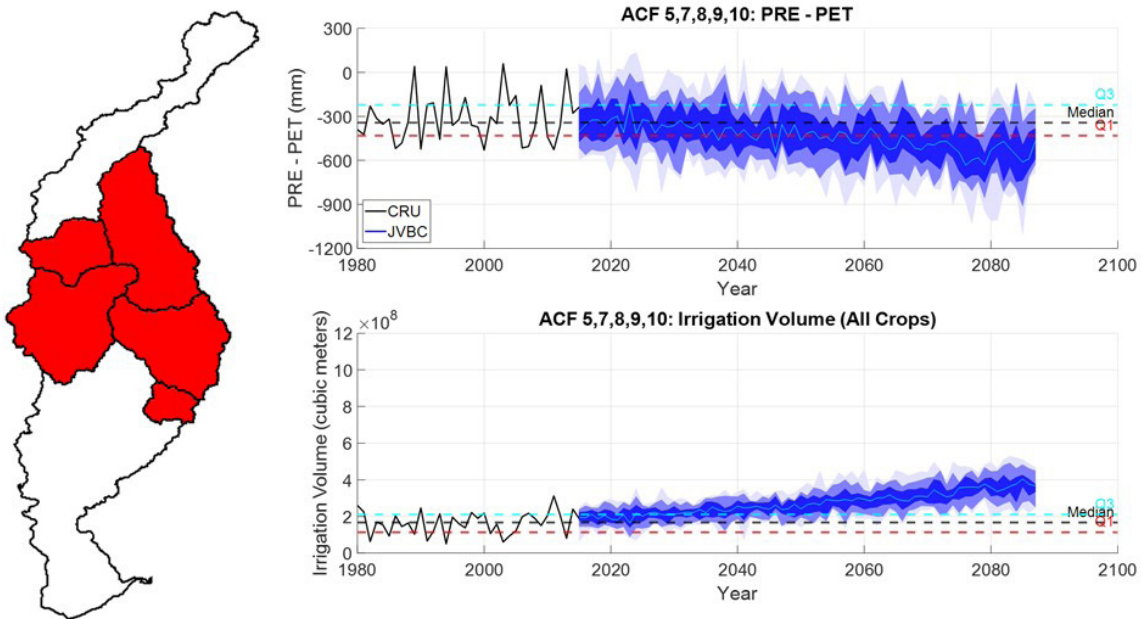 ACF 5,7,8,9,10: PRE - PET
PRE - PET (mm)
300
0
-300
-600
-900
-1200
Q3
Median
Q1
CRU
JVBC
1980 2000 2020 2040 2060 2080 2100
Year
ACF 5,7,8,9,10: Irrigation Volume (All Crops)
×10⁸
Irrigation Volume (cubic meters)
12
10
8
6
4
2
0
Q3
Median
Q1
1980 2000 2020 2040 2060 2080 2100
Year